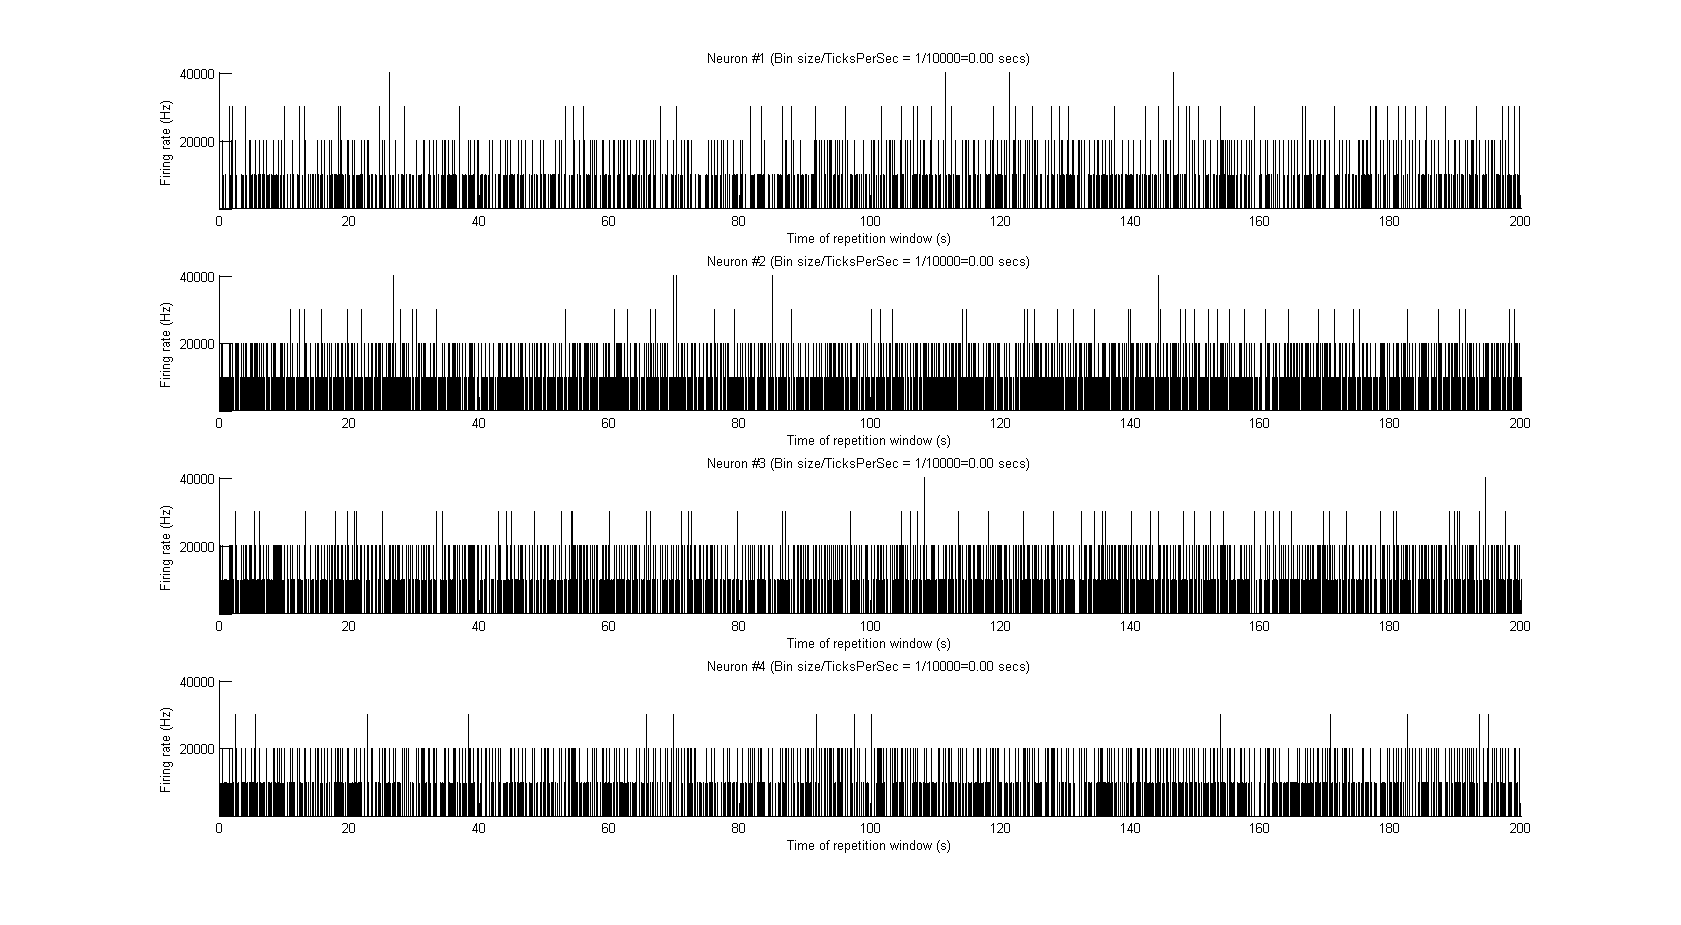 Neuron #1 (Bin size/TicksPerSec = 1/10000=0.00 secs)
40000
20000
Firing rate (Hz)
0 20 40 60 80 100 120 140 160 180 200
Time of repetition window (s)
Neuron #2 (Bin size/TicksPerSec = 1/10000=0.00 secs)
40000
20000
Firing rate (Hz)
0 20 40 60 80 100 120 140 160 180 200
Time of repetition window (s)
Neuron #3 (Bin size/TicksPerSec = 1/10000=0.00 secs)
40000
20000
Firing rate (Hz)
0 20 40 60 80 100 120 140 160 180 200
Time of repetition window (s)
Neuron #4 (Bin size/TicksPerSec = 1/10000=0.00 secs)
40000
20000
Firing rate (Hz)
0 20 40 60 80 100 120 140 160 180 200
Time of repetition window (s)